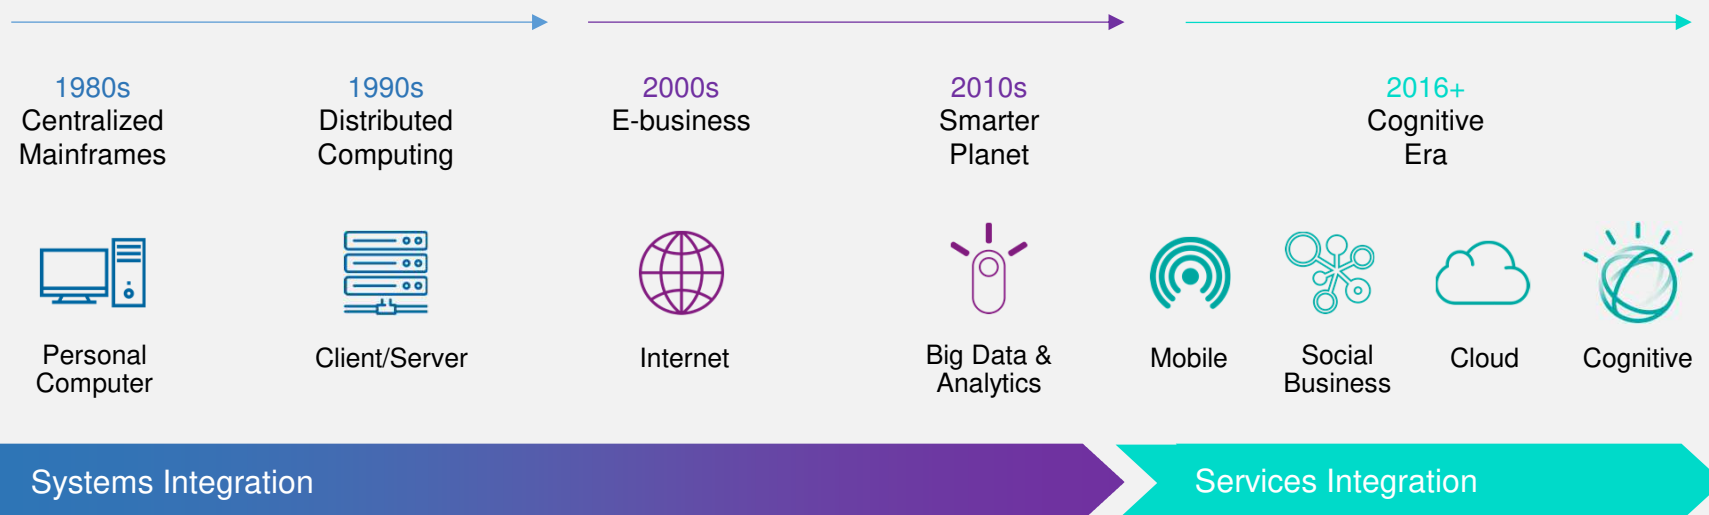 1980s
Centralized
Mainframes
1990s
Distributed
Computing
2000s
E-business
2010s
Smarter
Planet
2016+
Cognitive
Era
Personal
Computer
Client/Server
Internet
Big Data &
Analytics
Mobile
Social
Business
Cloud
Cognitive
Systems Integration
Services Integration